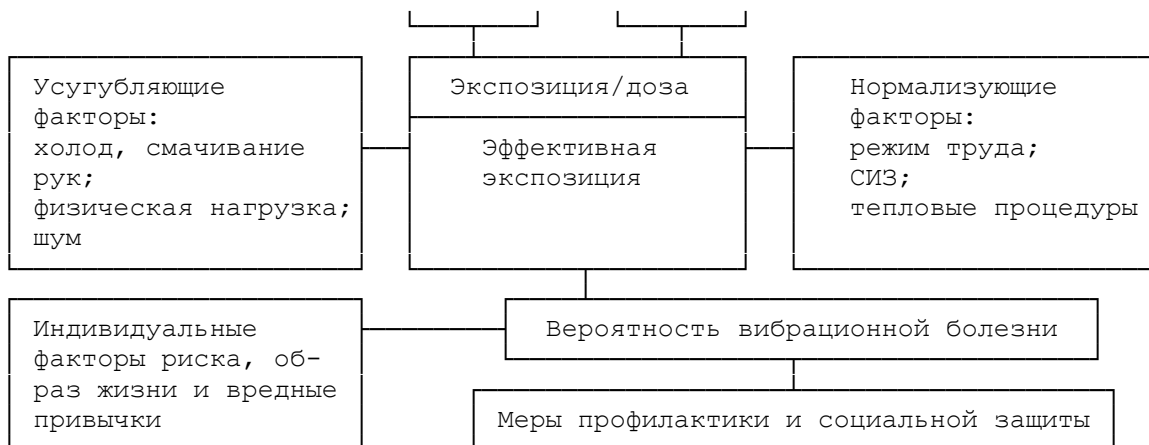 Экспозиция/доза
Усугубляющие
факторы:
холод, смачивание
рук;
физическая нагрузка;
шум
Эффективная
экспозиция
Нормализующие
факторы:
режим труда;
СИЗ;
тепловые процедуры
Индивидуальные
факторы риска, об-
раз жизни и вредные
привычки
Вероятность вибрационной болезни
Меры профилактики и социальной защиты